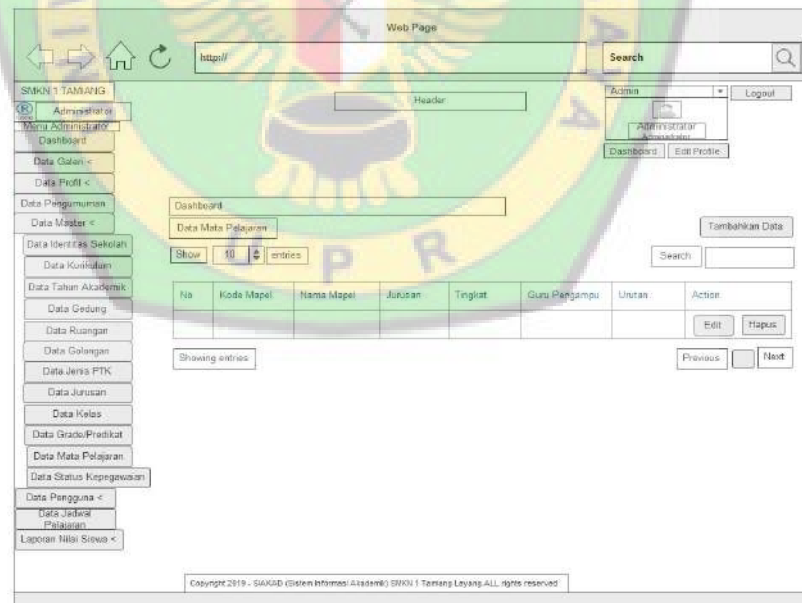 Web Page
http://
Search
SMKN 1 TAMIANG
Administrator
Menu Administrator
Dashboard
Data Galeri <
Data Profil <
Data Pengumuman
Data Master <
Data Identitas Sekolah
Data Kurikulum
Data Tahun Akademik
Data Gedung
Data Ruangan
Data Golongan
Data Jenis PTK
Data Jurusan
Data Kelas
Data Grade/Predikat
Data Mata Pelajaran
Data Status Kepegawaian
Data Pengguna <
Data Jadwal
Pelajaran
Laporan Nilai Siswa <
Header
Admin
Logout
Administrator
Administrator
Dashboard Edit Profile
Dashboard
Data Mata Pelajaran
Tambahkan Data
Show 10 entries
Search
No Kode Mapel Nama Mapel Jurusan Tingkat Guru Pengampu Urutan Action
Edit Hapus
Showing entries
Previous Next
Copyright 2019 - SIAKAD (Sistem Informasi Akademik) SMKN 1 Tamiang Layang.ALL rights reserved
UPR